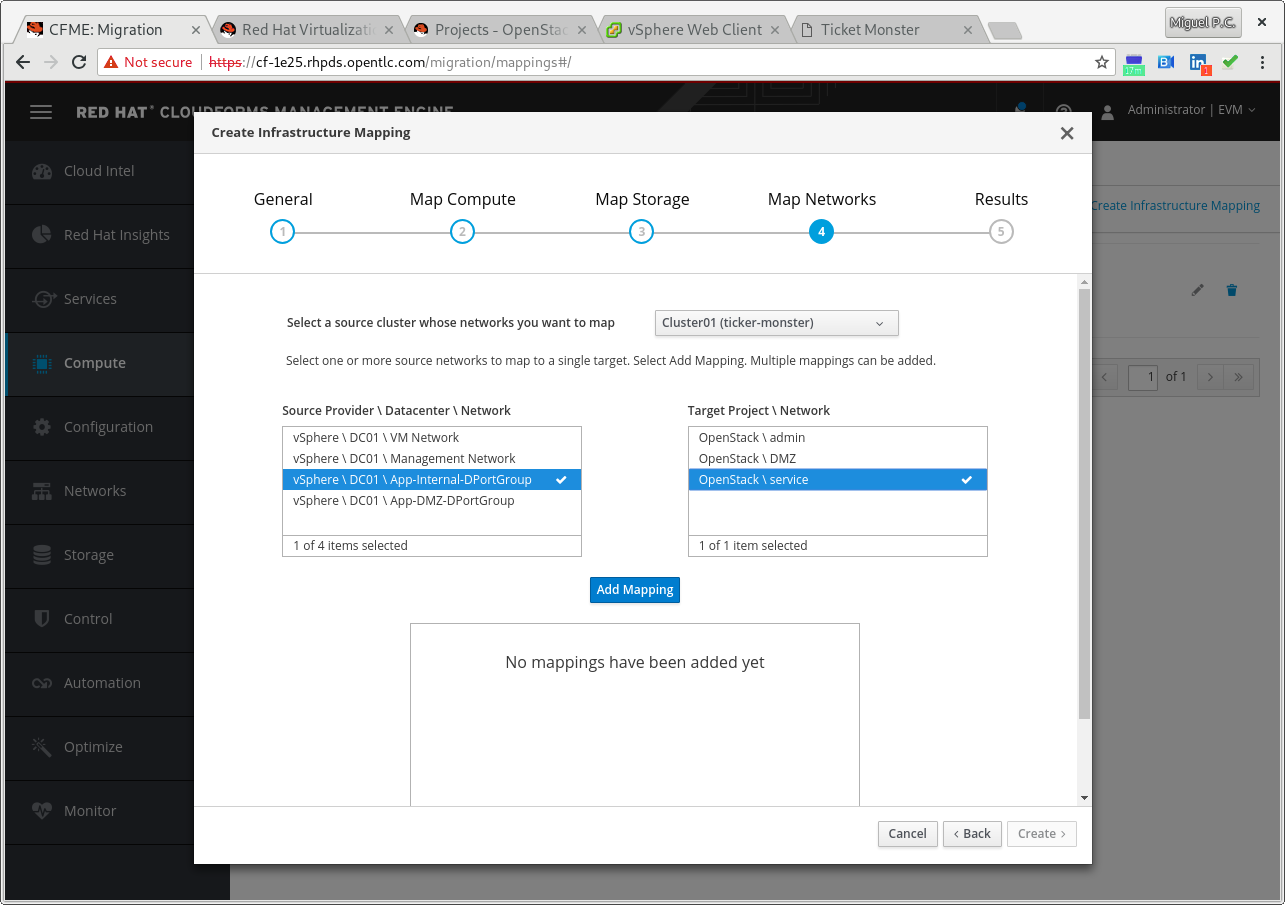 CFME: Migration
Red Hat Virtualizati
Projects - OpenStac
vSphere Web Client
Ticket Monster
Miguel P.C.
Not secure
https://cf-1e25.rhpds.opentlc.com/migration/mappings#/
12m
B
in
1
RED HAT CLOUDFORMS MANAGEMENT ENGINE
Administrator | EVM
Create Infrastructure Mapping
Cloud Intel
Red Hat Insights
Services
Compute
Configuration
Networks
Storage
Control
Automation
Optimize
Monitor
Create Infrastructure Mapping
1 of 1
General
Map Compute
Map Storage
Map Networks
Results
1
2
3
4
5
Select a source cluster whose networks you want to map
Cluster01 (ticker-monster)
Select one or more source networks to map to a single target. Select Add Mapping. Multiple mappings can be added.
Source Provider \ Datacenter \ Network
vSphere \ DC01 \ VM Network
vSphere \ DC01 \ Management Network
vSphere \ DC01 \ App-Internal-DPortGroup
vSphere \ DC01 \ App-DMZ-DPortGroup
1 of 4 items selected
Target Project \ Network
OpenStack \ admin
OpenStack \ DMZ
OpenStack \ service
1 of 1 item selected
Add Mapping
No mappings have been added yet
Cancel
‹ Back
Create ›